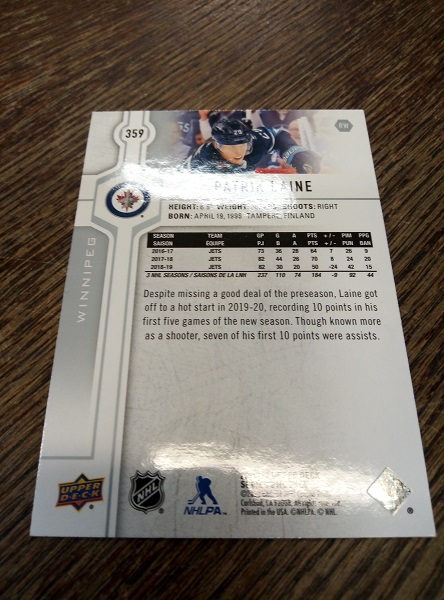 359
RW
PATRIK LAINE
HEIGHT: WEIGHT: SHOOTS: RIGHT
BORN: APRIL 19, 1998 TAMPERE, FINLAND
SEASON TEAM GP G A PTS +/- PIM PPG
SAISON ÉQUIPE PJ B A PTS +/- PUN BAN
2016-17 JETS 73 36 28 64 7 26 9
2017-18 JETS 82 44 26 70 8 24 20
2018-19 JETS 82 30 20 50 -24 42 15
3 NHL SEASONS / SAISONS DE LA LNH 237 110 74 184 -9 92 44
WINNIPEG
Despite missing a good deal of the preseason, Laine got
off to a hot start in 2019-20, recording 10 points in his
first five games of the new season. Though known more
as a shooter, seven of his first 10 points were assists.
UPPER
DECK
NHL
NHLPA
Carlsbad, CA 92008.
Printed in the USA. ©NHLPA. © NHL.